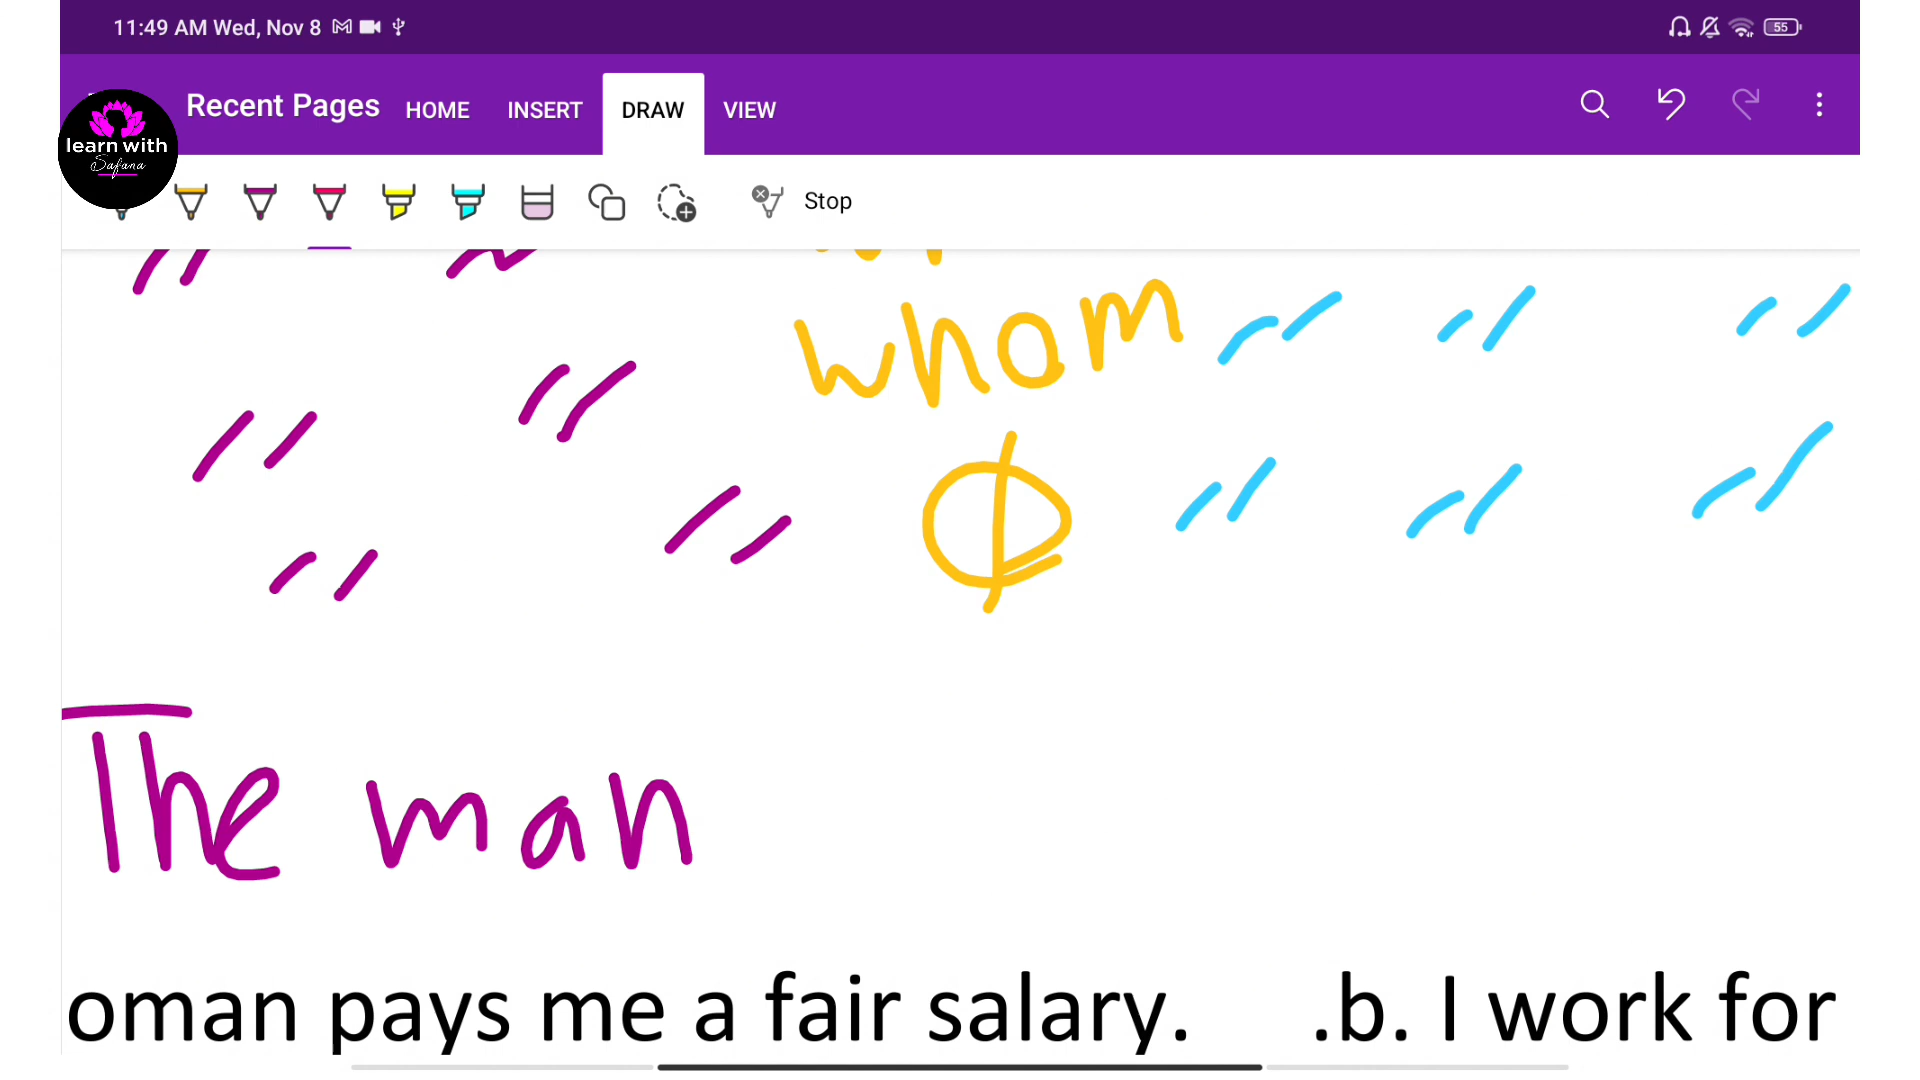 11:49 AM Wed, Nov 8
55
Recent Pages HOME INSERT DRAW VIEW
learn with
Safana
Stop
whom
The man
oman pays me a fair salary. .b. I work for